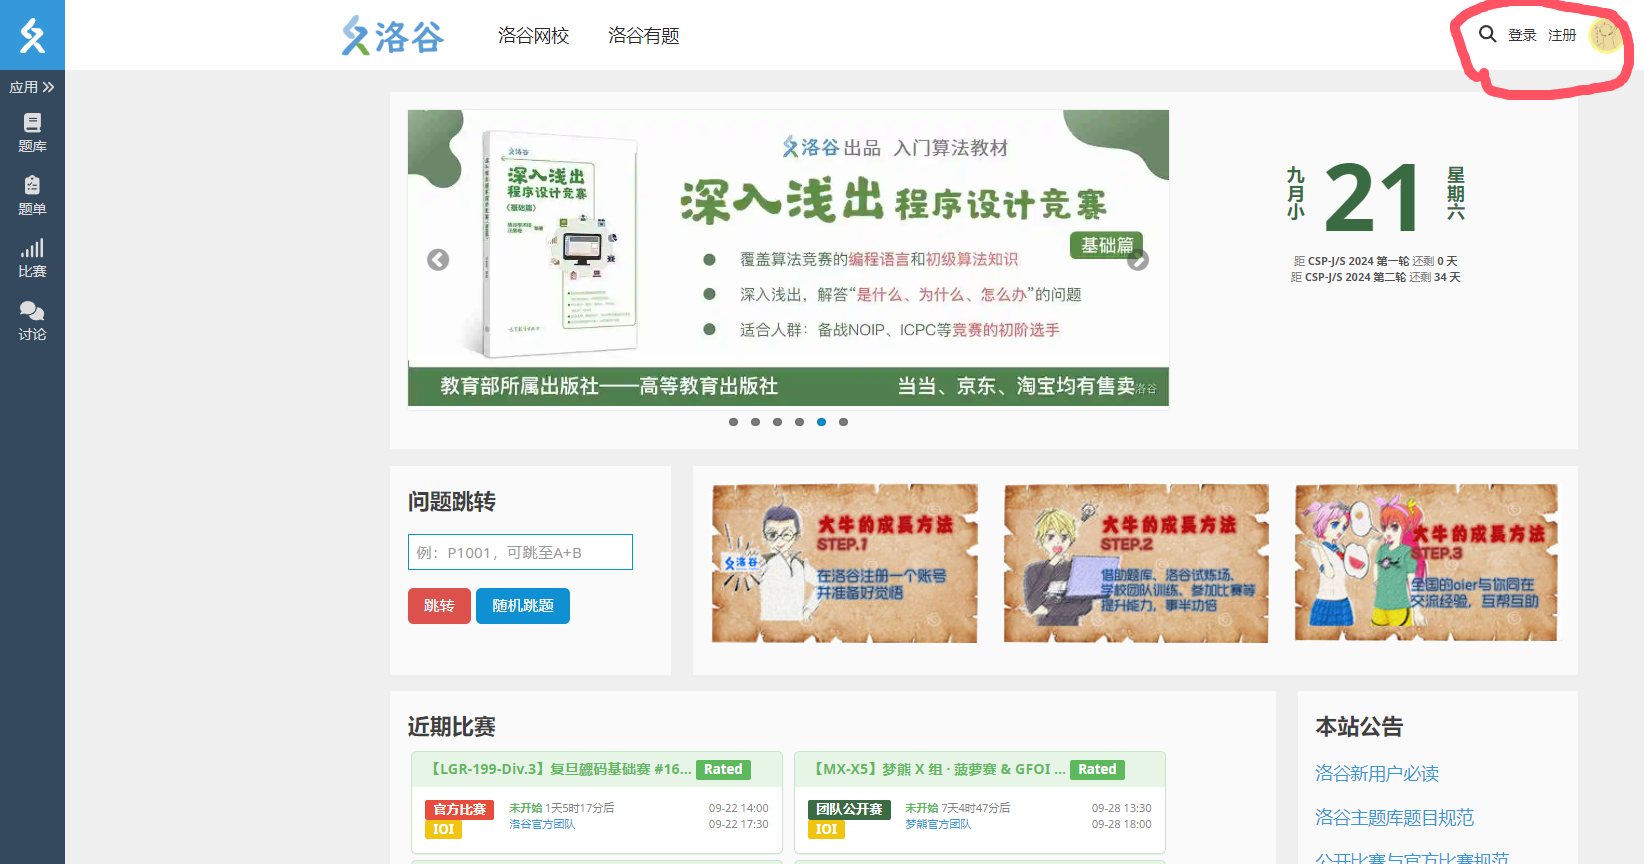 洛谷
洛谷网校
洛谷有题
登录
注册
应用
题库
题单
比赛
讨论
洛谷
深入浅出
程序设计竞赛
(基础篇)
洛谷出品 入门算法教材
深入浅出 程序设计竞赛
基础篇
覆盖算法竞赛的编程语言和初级算法知识
深入浅出，解答“是什么、为什么、怎么办”的问题
适合人群：备战NOIP、ICPC等竞赛的初阶选手
教育部所属出版社——高等教育出版社
当当、京东、淘宝均有售卖
洛谷
九月小
21
星期六
距 CSP-J/S 2024 第一轮 还剩 0 天
距 CSP-J/S 2024 第二轮 还剩 34 天
问题跳转
例：P1001，可跳至A+B
跳转
随机跳题
洛谷
大牛的成長方法
STEP.1
在洛谷注册一个账号
并准备好觉悟
大牛的成長方法
STEP.2
借助题库、洛谷试炼场、
学校团队训练、参加比赛等
提升能力，事半功倍
大牛的成長方法
STEP.3
全国的oier与你同在
交流经验，互帮互助
近期比赛
【LGR-199-Div.3】复旦勰码基础赛 #16... Rated
官方比赛
IOI
未开始 1天5时17分后
洛谷官方团队
09-22 14:00
09-22 17:30
【MX-X5】梦熊 X 组 · 菠萝赛 & GFOI ... Rated
团队公开赛
IOI
未开始 7天4时47分后
梦熊官方团队
09-28 13:30
09-28 18:00
本站公告
洛谷新用户必读
洛谷主题库题目规范
公开比赛与官方比赛规范